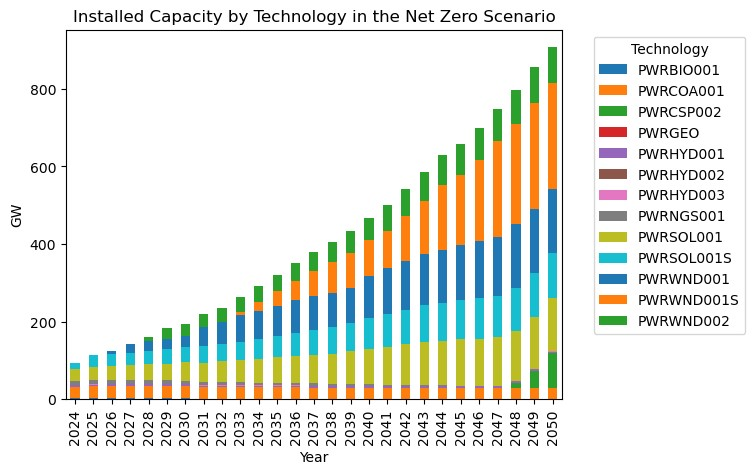 Installed Capacity by Technology in the Net Zero Scenario
GW
800
600
400
200
0
2024
2025
2026
2027
2028
2029
2030
2031
2032
2033
2034
2035
2036
2037
2038
2039
2040
2041
2042
2043
2044
2045
2046
2047
2048
2049
2050
Year
Technology
PWRBIO001
PWRCOA001
PWRCSP002
PWRGEO
PWRHYD001
PWRHYD002
PWRHYD003
PWRNGS001
PWRSOL001
PWRSOL001S
PWRWND001
PWRWND001S
PWRWND002